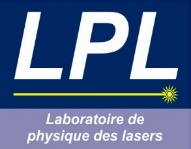 LPL
Laboratoire de
physique des lasers